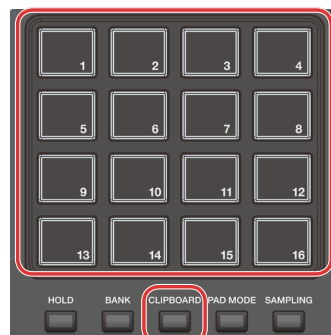 1 2 3 4
5 6 7 8
9 10 11 12
13 14 15 16
HOLD BANK CLIPBOARD PAD MODE SAMPLING